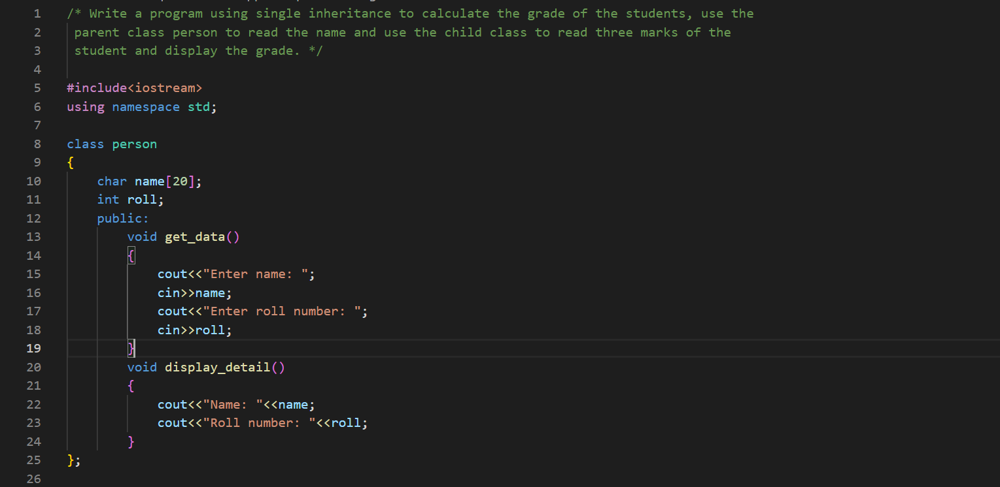 1 /* Write a program using single inheritance to calculate the grade of the students, use the
2 parent class person to read the name and use the child class to read three marks of the
3 student and display the grade. */
4
5 #include<iostream>
6 using namespace std;
7
8 class person
9 {
10 char name[20];
11 int roll;
12 public:
13 void get_data()
14 {
15 cout<<"Enter name: ";
16 cin>>name;
17 cout<<"Enter roll number: ";
18 cin>>roll;
19 }
20 void display_detail()
21 {
22 cout<<"Name: "<<name;
23 cout<<"Roll number: "<<roll;
24 }
25 };
26